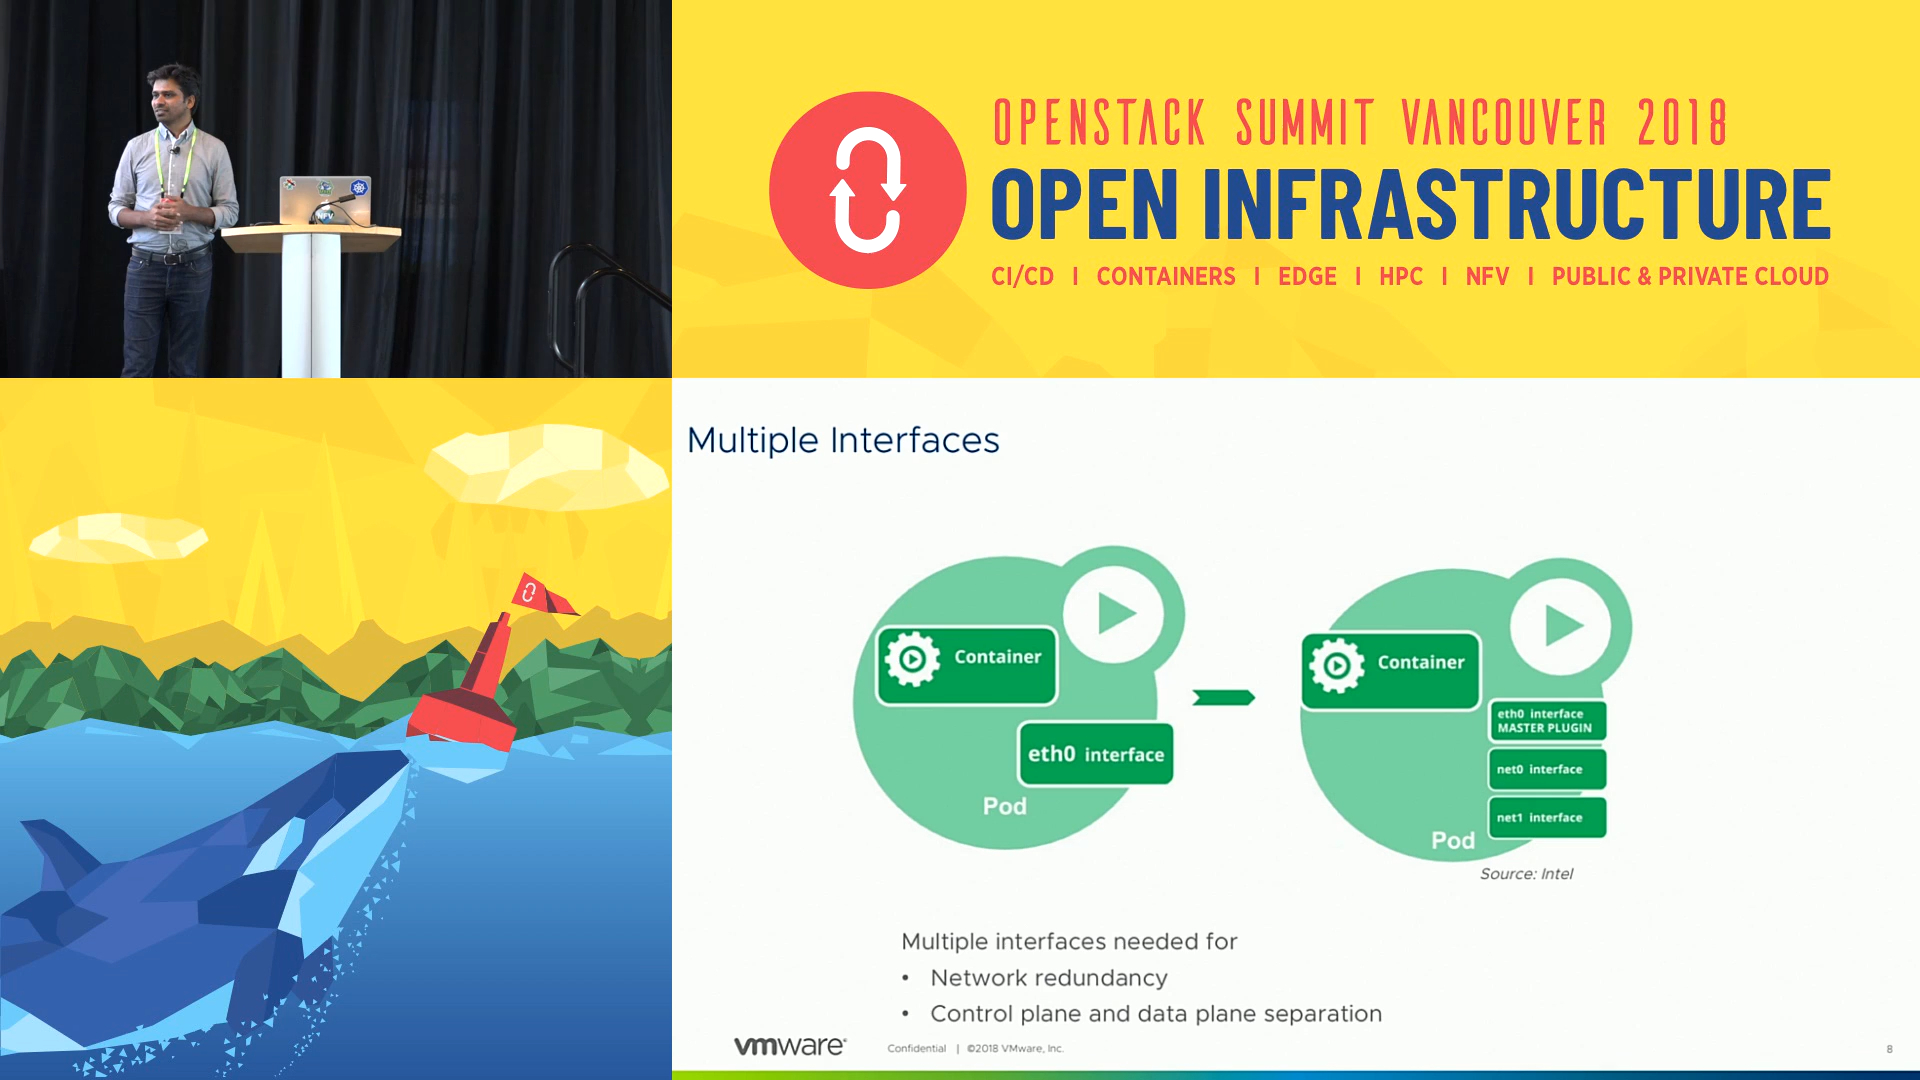 OPENSTACK SUMMIT VANCOUVER 2018
OPEN INFRASTRUCTURE
CI/CD | CONTAINERS | EDGE | HPC | NFV | PUBLIC & PRIVATE CLOUD
NFV
Multiple Interfaces
Container
eth0 interface
Pod
Container
eth0 interface
MASTER PLUGIN
net0 interface
net1 interface
Pod
Source: Intel
Multiple interfaces needed for
• Network redundancy
• Control plane and data plane separation
vmware
Confidential | ©2018 VMware, Inc.
8